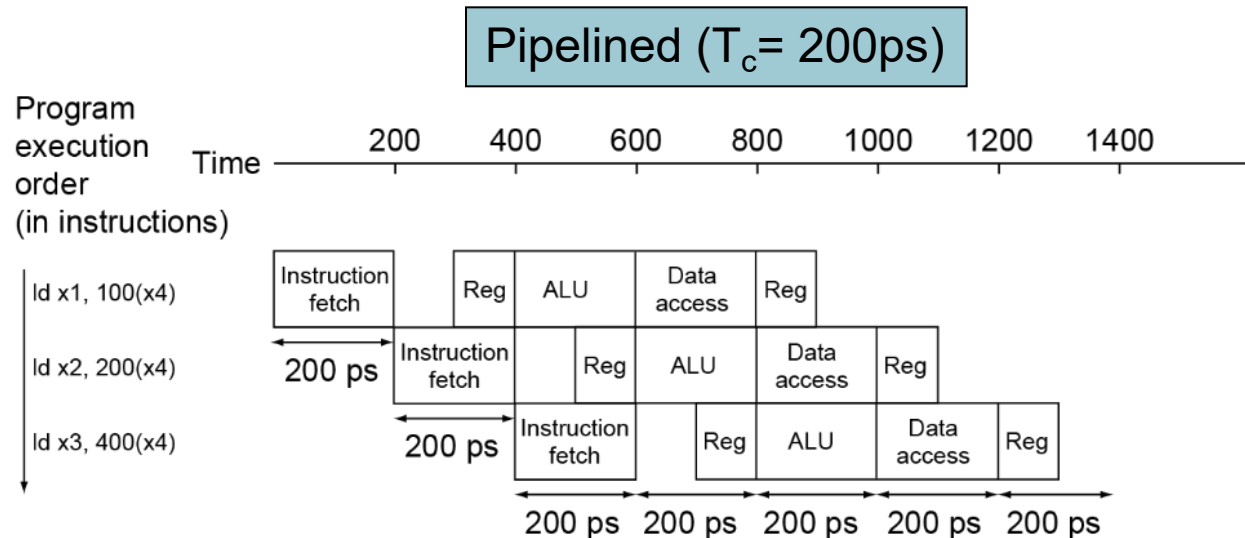 Pipelined (Tc= 200ps)
Program
execution
order
(in instructions)
Time
200 400 600 800 1000 1200 1400
ld x1, 100(x4)
Instruction
fetch
Reg
ALU
Data
access
Reg
200 ps
ld x2, 200(x4)
Instruction
fetch
Reg
ALU
Data
access
Reg
200 ps
ld x3, 400(x4)
Instruction
fetch
Reg
ALU
Data
access
Reg
200 ps 200 ps 200 ps 200 ps 200 ps